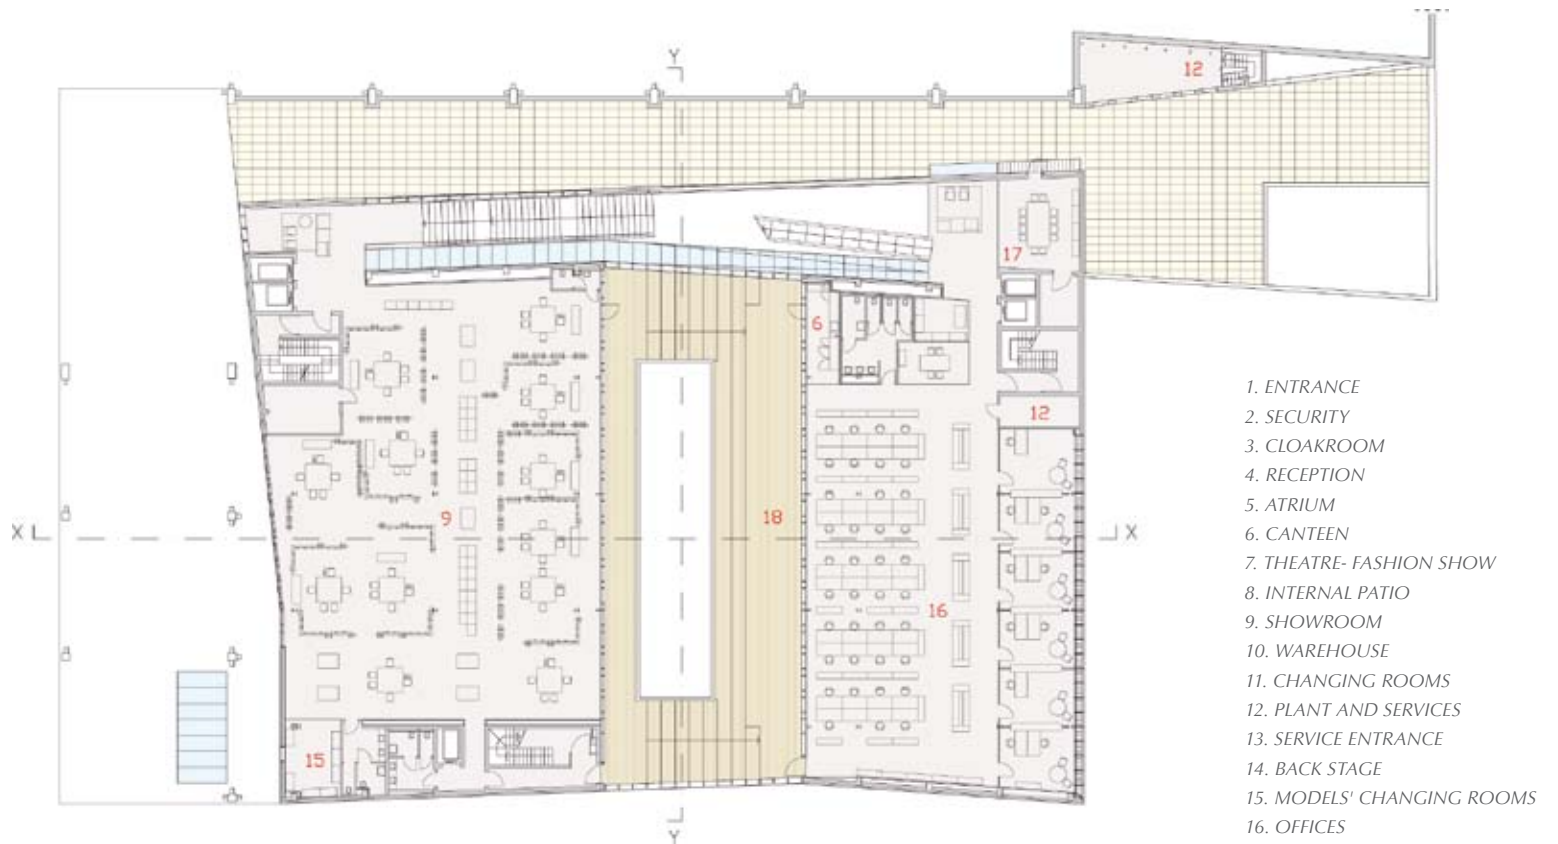 Y
12
17
6
12
9
18
X
X
16
15
Y
1. ENTRANCE
2. SECURITY
3. CLOAKROOM
4. RECEPTION
5. ATRIUM
6. CANTEEN
7. THEATRE- FASHION SHOW
8. INTERNAL PATIO
9. SHOWROOM
10. WAREHOUSE
11. CHANGING ROOMS
12. PLANT AND SERVICES
13. SERVICE ENTRANCE
14. BACK STAGE
15. MODELS' CHANGING ROOMS
16. OFFICES